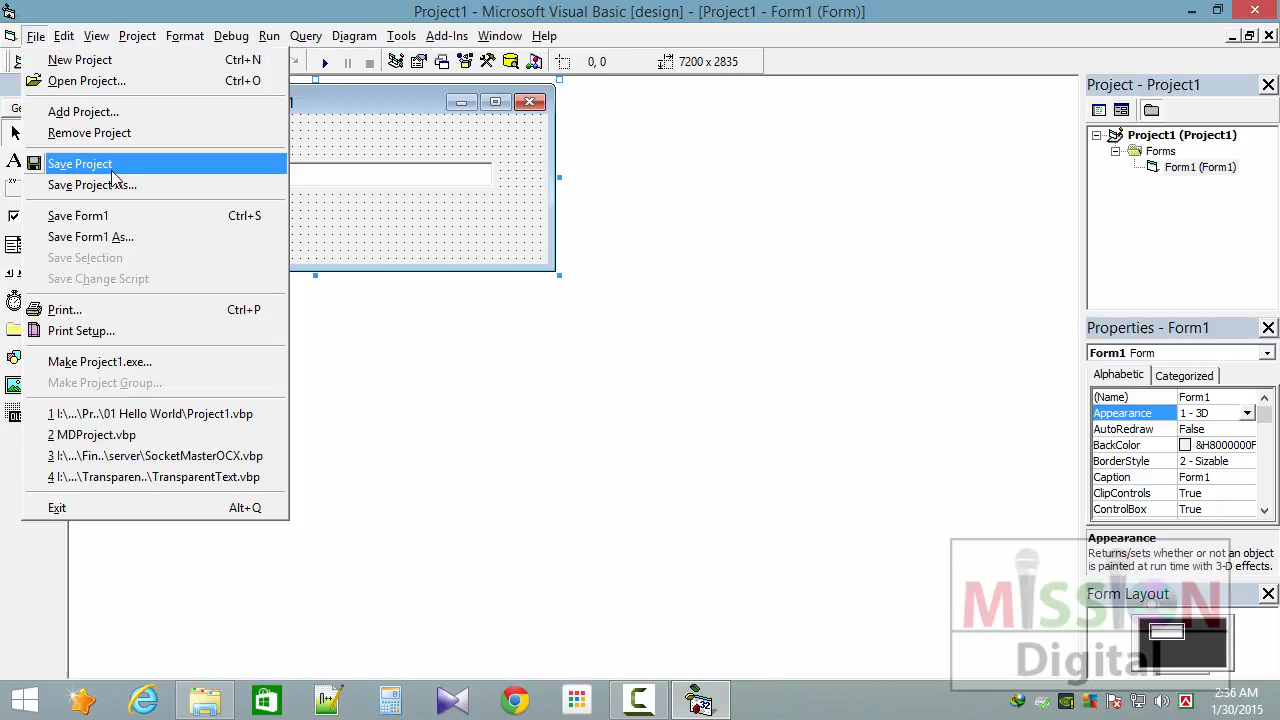 Project1 - Microsoft Visual Basic [design] - [Project1 - Form1 (Form)]
File Edit View Project Format Debug Run Query Diagram Tools Add-Ins Window Help
New Project Ctrl+N
Open Project... Ctrl+O
Add Project...
Remove Project
Save Project
Save Project As...
Save Form1 Ctrl+S
Save Form1 As...
Save Selection
Save Change Script
Print... Ctrl+P
Print Setup...
Make Project1.exe...
Make Project Group...
1 I:\...\Pr..\01 Hello World\Project1.vbp
2 MDProject.vbp
3 I:\...\Fin..\server\SocketMasterOCX.vbp
4 I:\...\Transparen..\TransparentText.vbp
Exit Alt+Q
0, 0
7200 x 2835
Ge
A
1
Project - Project1
Project1 (Project1)
Forms
Form1 (Form1)
Properties - Form1
Form1 Form
Alphabetic Categorized
(Name) Form1
Appearance 1 - 3D
AutoRedraw False
BackColor &H8000000F
BorderStyle 2 - Sizable
Caption Form1
ClipControls True
ControlBox True
Appearance
Returns/sets whether or not an object
is painted at run time with 3-D effects.
Form Layout
MiSSION
Digital
2:36 AM
1/30/2015